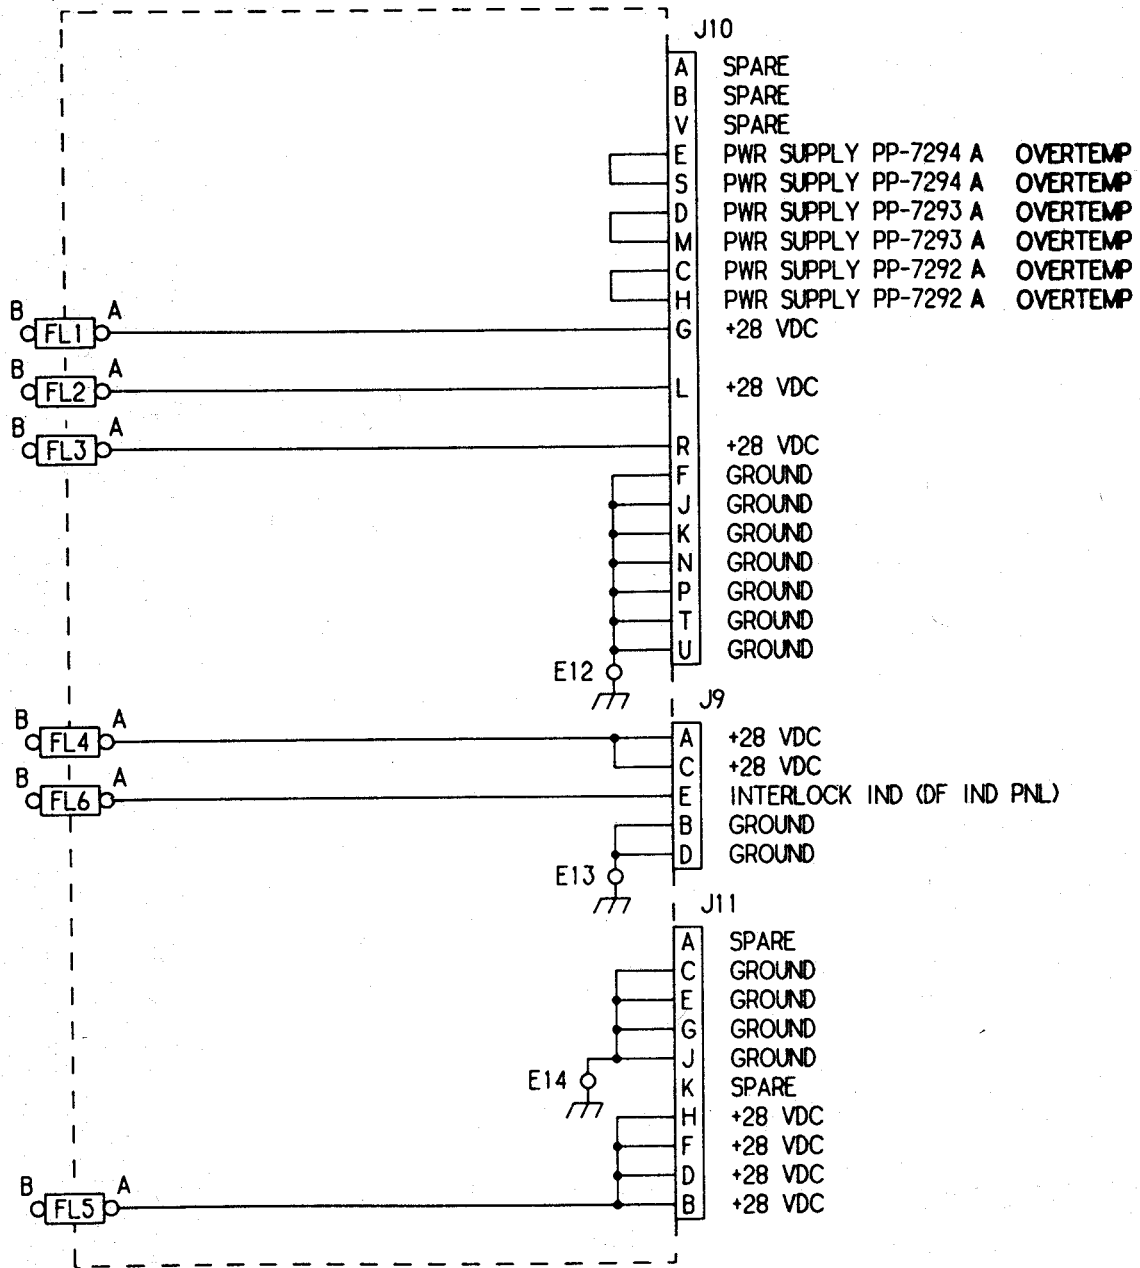 J10
A SPARE
B SPARE
V SPARE
E PWR SUPPLY PP-7294 A OVERTEMP
S PWR SUPPLY PP-7294 A OVERTEMP
D PWR SUPPLY PP-7293 A OVERTEMP
M PWR SUPPLY PP-7293 A OVERTEMP
C PWR SUPPLY PP-7292 A OVERTEMP
H PWR SUPPLY PP-7292 A OVERTEMP
B FL1 A G +28 VDC
B FL2 A L +28 VDC
B FL3 A R +28 VDC
F GROUND
J GROUND
K GROUND
N GROUND
P GROUND
T GROUND
U GROUND
E12
J9
B FL4 A A +28 VDC
C +28 VDC
B FL6 A E INTERLOCK IND (DF IND PNL)
B GROUND
D GROUND
E13
J11
A SPARE
C GROUND
E GROUND
G GROUND
J GROUND
E14 K SPARE
H +28 VDC
F +28 VDC
D +28 VDC
B FL5 A B +28 VDC